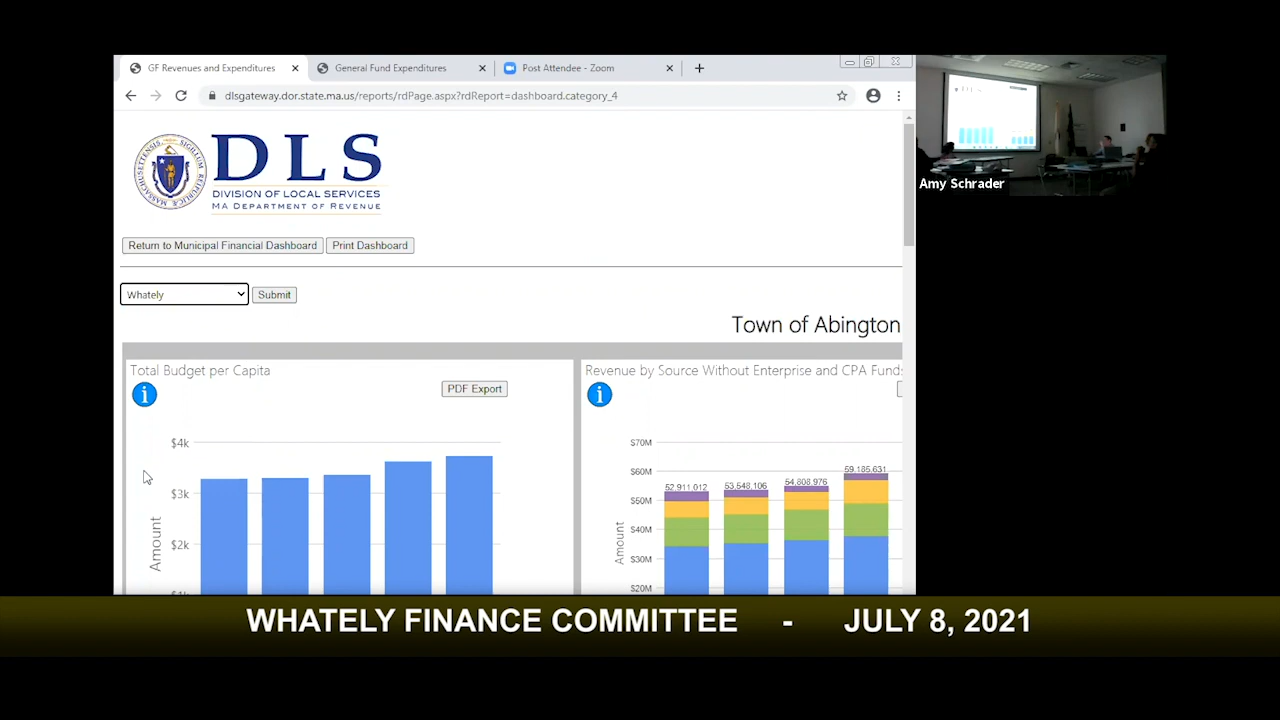 GF Revenues and Expenditures
General Fund Expenditures
Post Attendee - Zoom
dlsgateway.dor.state.ma.us/reports/rdPage.aspx?rdReport=dashboard.category_4
DLS
DIVISION OF LOCAL SERVICES
MA DEPARTMENT OF REVENUE
Amy Schrader
Return to Municipal Financial Dashboard
Print Dashboard
Whately
Submit
Town of Abington
Total Budget per Capita
PDF Export
$4k
$3k
$2k
Amount
Revenue by Source Without Enterprise and CPA Funds
$70M
$60M
$50M
$40M
$30M
$20M
Amount
52,911,012
53,548,106
54,808,976
59,185,631
WHATELY FINANCE COMMITTEE - JULY 8, 2021